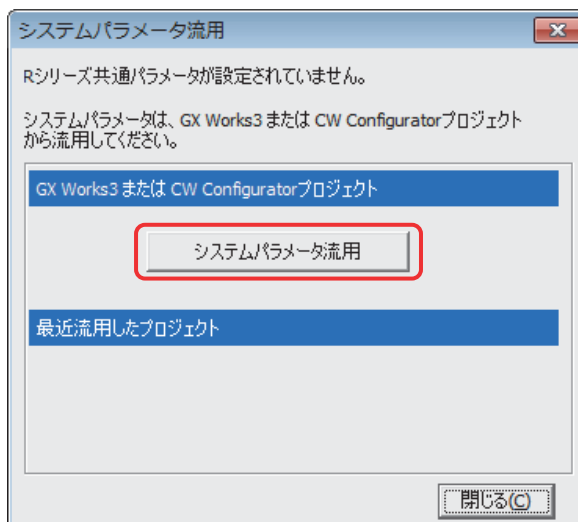 システムパラメータ流用
Rシリーズ共通パラメータが設定されていません。
システムパラメータは、GX Works3 または CW Configuratorプロジェクト
から流用してください。
GX Works3 または CW Configuratorプロジェクト
システムパラメータ流用
最近流用したプロジェクト
閉じる(C)